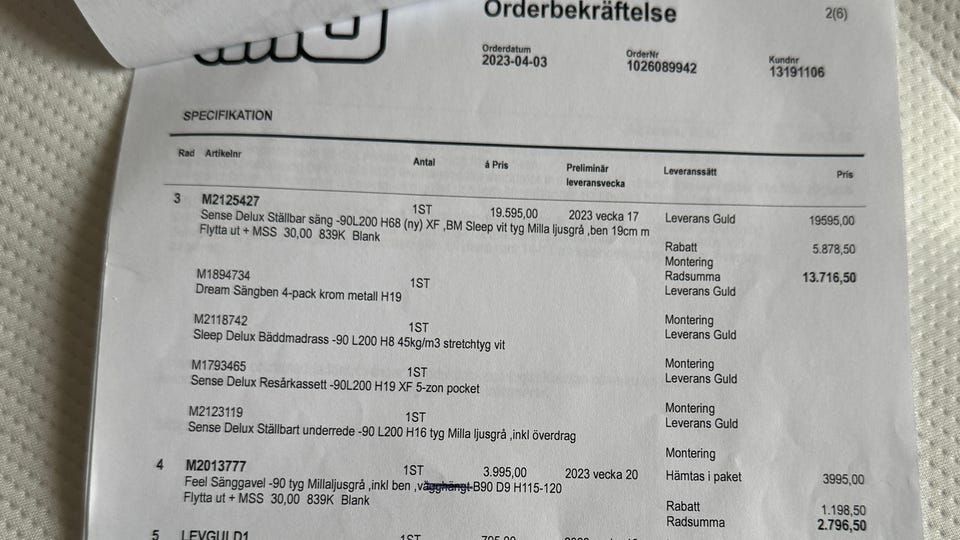 Orderbekräftelse
2(6)
Orderdatum OrderNr Kundnr
2023-04-03 1026089942 13191106
SPECIFIKATION
Rad Artikelnr Antal á Pris Preliminär leveransvecka Leveranssätt Pris
3 M2125427 1ST 19.595,00 2023 vecka 17 Leverans Guld 19595,00
Sense Delux Ställbar säng -90L200 H68 (ny) XF ,BM Sleep vit tyg Milla ljusgrå ,ben 19cm m
Flytta ut + MSS 30,00 839K Blank
Rabatt 5.878,50
Montering
Radsumma 13.716,50
M1894734 1ST Leverans Guld
Dream Sängben 4-pack krom metall H19
Montering
M2118742 1ST Leverans Guld
Sleep Delux Bäddmadrass -90 L200 H8 45kg/m3 stretchtyg vit
Montering
M1793465 1ST Leverans Guld
Sense Delux Resårkassett -90L200 H19 XF 5-zon pocket
Montering
M2123119 1ST Leverans Guld
Sense Delux Ställbart underrede -90 L200 H16 tyg Milla ljusgrå ,inkl överdrag
Montering
4 M2013777 1ST 3.995,00 2023 vecka 20 Hämtas i paket 3995,00
Feel Sänggavel -90 tyg Millaljusgrå ,inkl ben ,vägghängt B90 D9 H115-120
Flytta ut + MSS 30,00 839K Blank
Rabatt 1.198,50
Radsumma 2.796,50
5 LEVGULD1 1ST